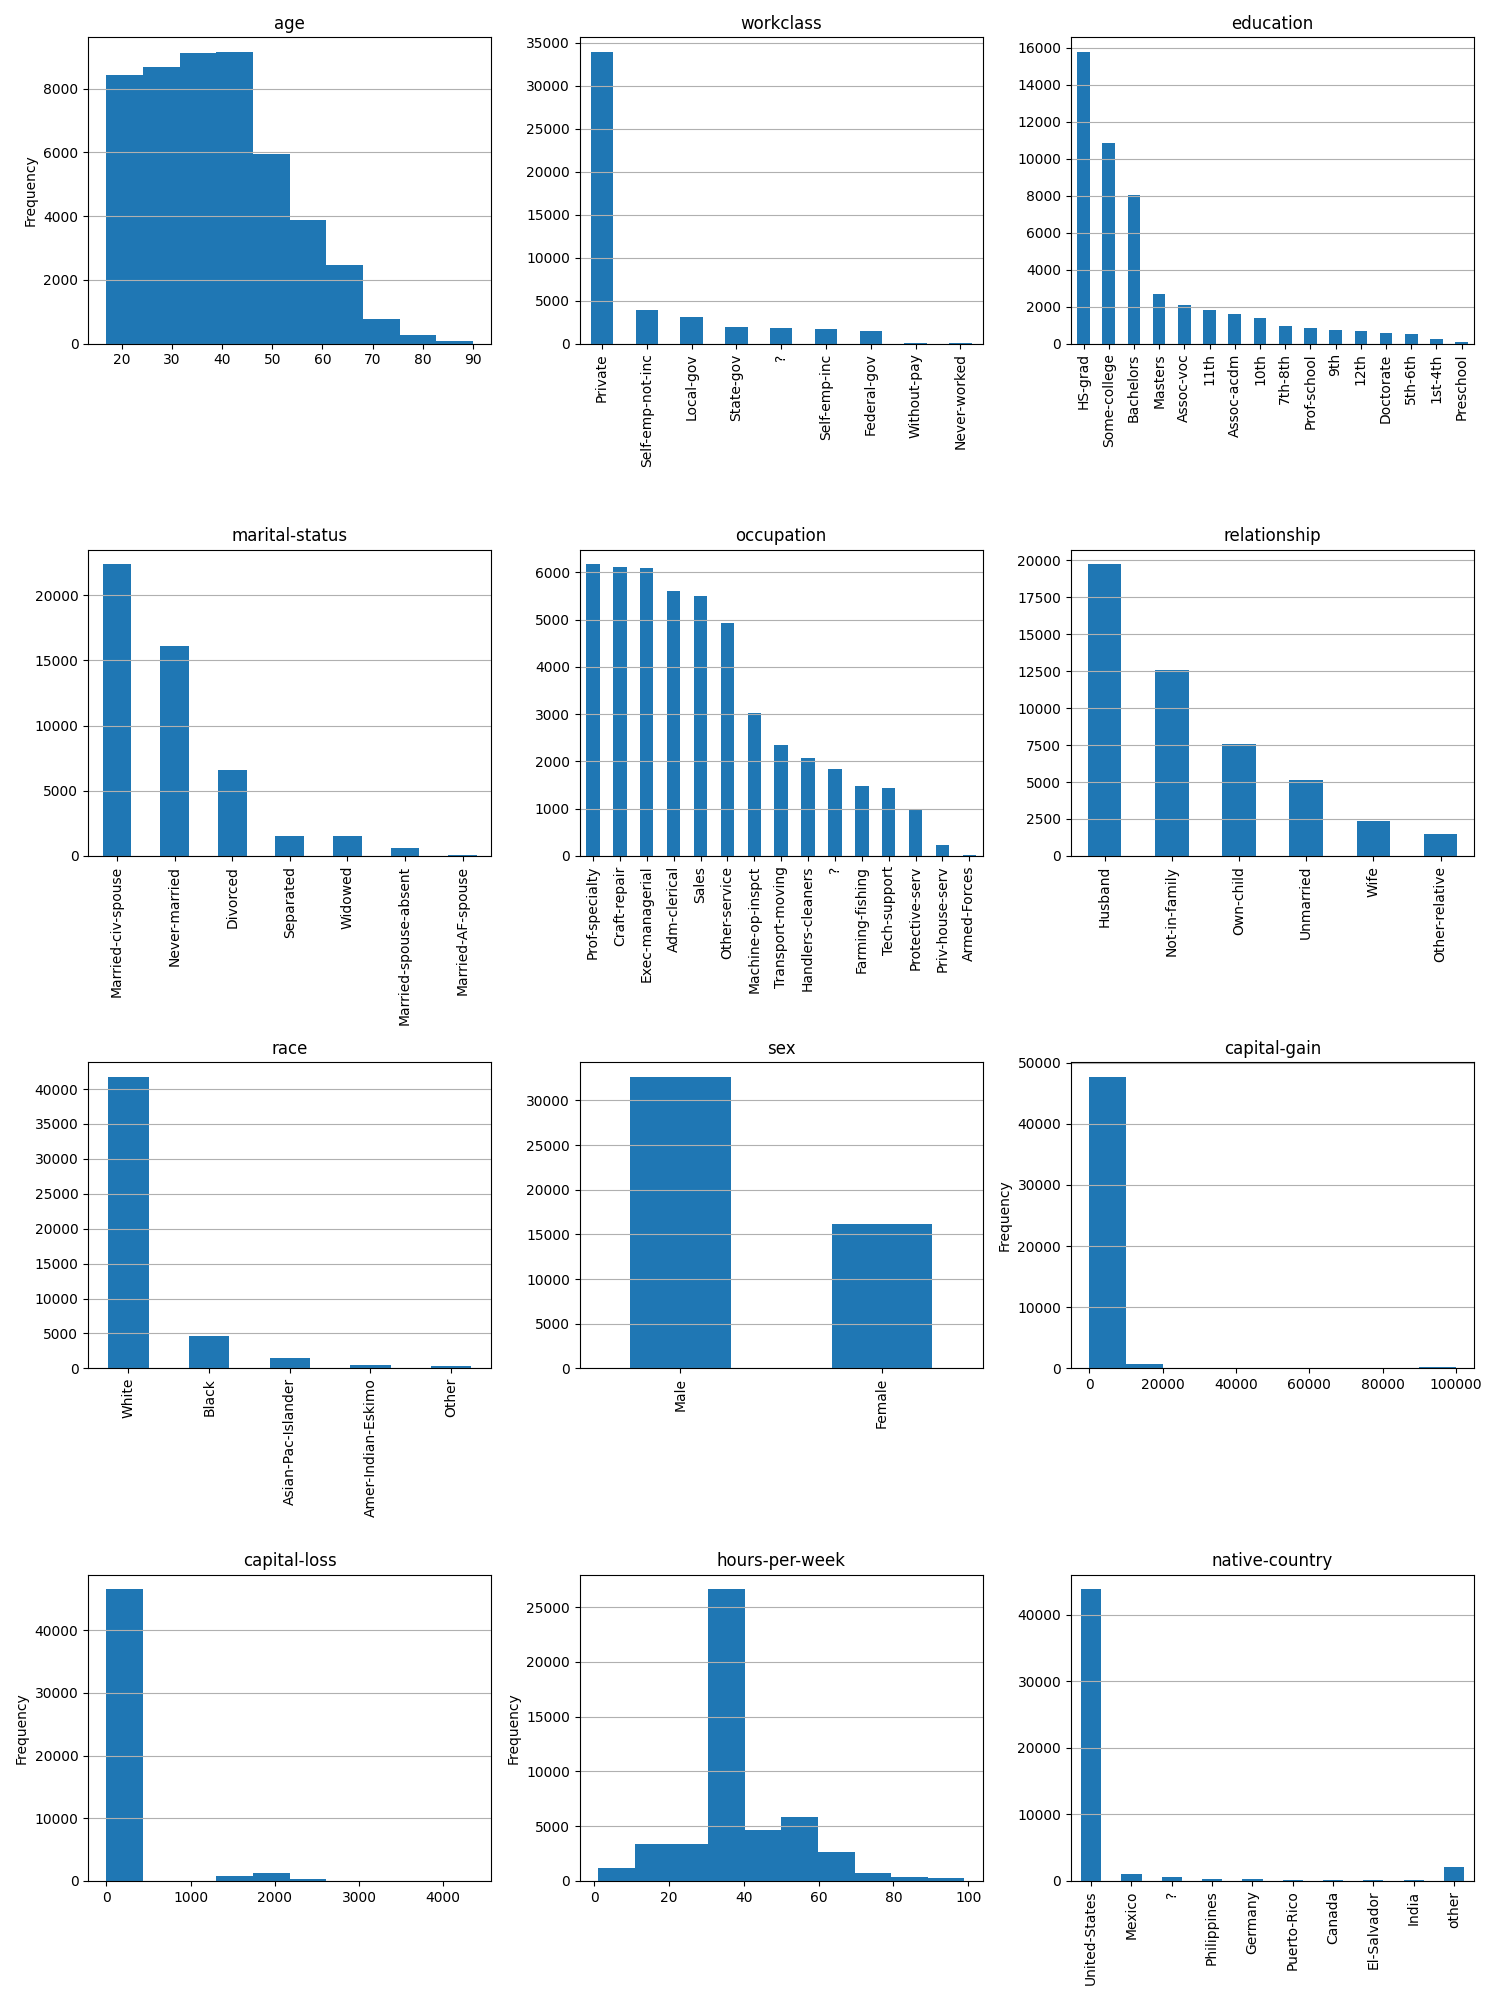 age
Frequency
8000
6000
4000
2000
0
20 30 40 50 60 70 80 90
workclass
35000
30000
25000
20000
15000
10000
5000
0
Private
Self-emp-not-inc
Local-gov
State-gov
?
Self-emp-inc
Federal-gov
Without-pay
Never-worked
education
16000
14000
12000
10000
8000
6000
4000
2000
0
HS-grad
Some-college
Bachelors
Masters
Assoc-voc
11th
Assoc-acdm
10th
7th-8th
Prof-school
9th
12th
Doctorate
5th-6th
1st-4th
Preschool
marital-status
20000
15000
10000
5000
0
Married-civ-spouse
Never-married
Divorced
Separated
Widowed
Married-spouse-absent
Married-AF-spouse
occupation
6000
5000
4000
3000
2000
1000
0
Prof-specialty
Craft-repair
Exec-managerial
Adm-clerical
Sales
Other-service
Machine-op-inspct
Transport-moving
Handlers-cleaners
?
Farming-fishing
Tech-support
Protective-serv
Priv-house-serv
Armed-Forces
relationship
20000
17500
15000
12500
10000
7500
5000
2500
0
Husband
Not-in-family
Own-child
Unmarried
Wife
Other-relative
race
40000
35000
30000
25000
20000
15000
10000
5000
0
White
Black
Asian-Pac-Islander
Amer-Indian-Eskimo
Other
sex
30000
25000
20000
15000
10000
5000
0
Male
Female
capital-gain
Frequency
50000
40000
30000
20000
10000
0
0 20000 40000 60000 80000 100000
capital-loss
Frequency
40000
30000
20000
10000
0
0 1000 2000 3000 4000
hours-per-week
Frequency
25000
20000
15000
10000
5000
0
0 20 40 60 80 100
native-country
40000
30000
20000
10000
0
United-States
Mexico
?
Philippines
Germany
Puerto-Rico
Canada
El-Salvador
India
other